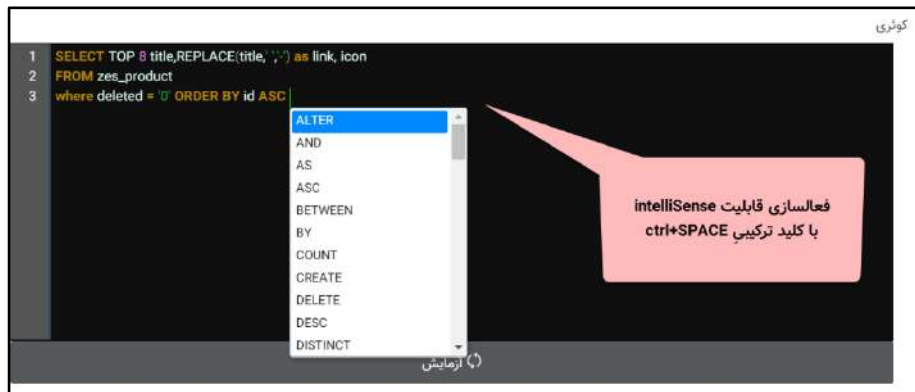 کوئری
1 SELECT TOP 8 title,REPLACE(title,' ','-') as link, icon
2 FROM zes_product
3 where deleted = '0' ORDER BY id ASC
ALTER
AND
AS
ASC
BETWEEN
BY
COUNT
CREATE
DELETE
DESC
DISTINCT
فعالسازی قابلیت intelliSense
با کلید ترکیبیِ ctrl+SPACE
آزمایش